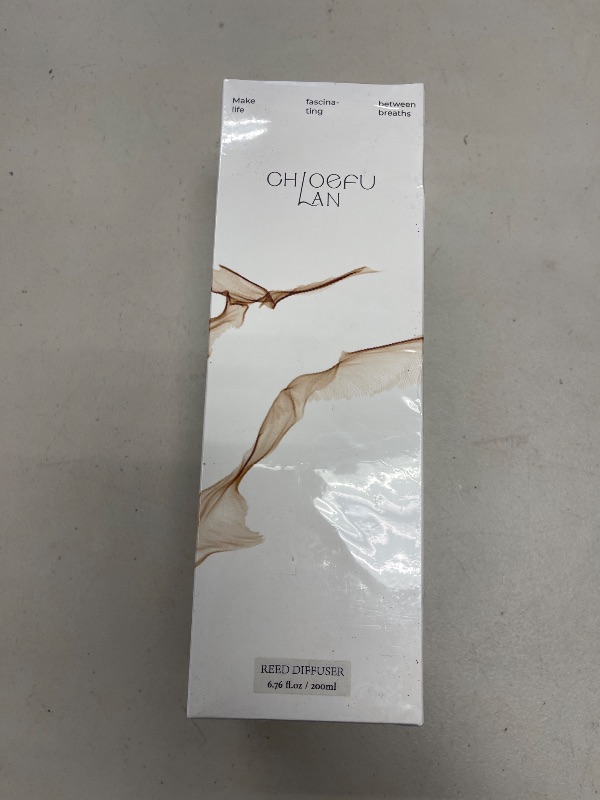 Make fascina- between
life ting breaths
CHLOEFU
LAN
REED DIFFUSER
6.76 fl.oz / 200ml